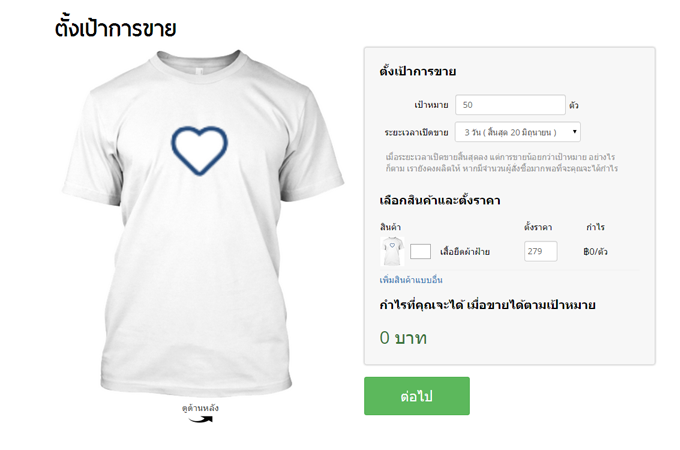 ตั้งเป้าการขาย
ตั้งเป้าการขาย
เป้าหมาย 50 ตัว
ระยะเวลาเปิดขาย 3 วัน ( สิ้นสุด 20 มิถุนายน )
เมื่อระยะเวลาเปิดขายสิ้นสุดลง แต่การขายน้อยกว่าเป้าหมาย อย่างไร
ก็ตาม เรายังคงผลิตให้ หากมีจำนวนผู้สั่งซื้อมากพอที่จะคุณจะได้กำไร
เลือกสินค้าและตั้งราคา
สินค้า ตั้งราคา กำไร
เสื้อยืดผ้าฝ้าย 279 ฿0/ตัว
เพิ่มสินค้าแบบอื่น
กำไรที่คุณจะได้ เมื่อขายได้ตามเป้าหมาย
0 บาท
ดูด้านหลัง
ต่อไป